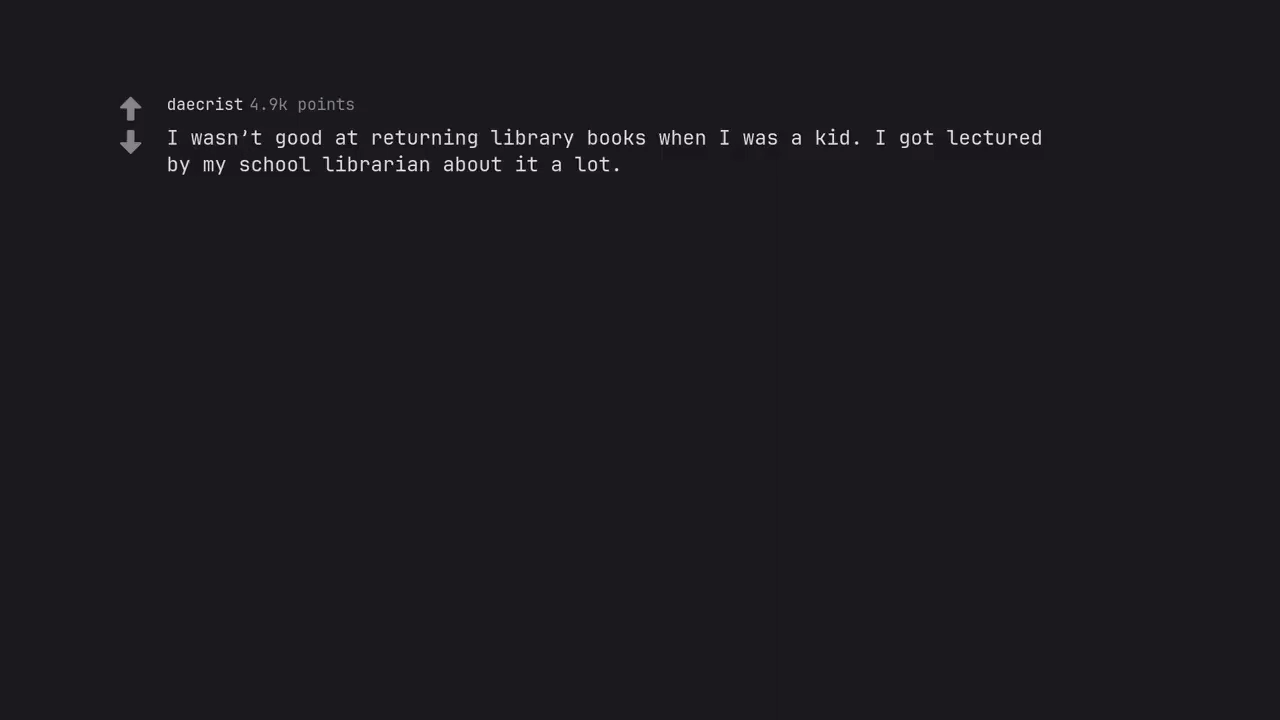 daecrist 4.9k points
I wasn’t good at returning library books when I was a kid. I got lectured
by my school librarian about it a lot.